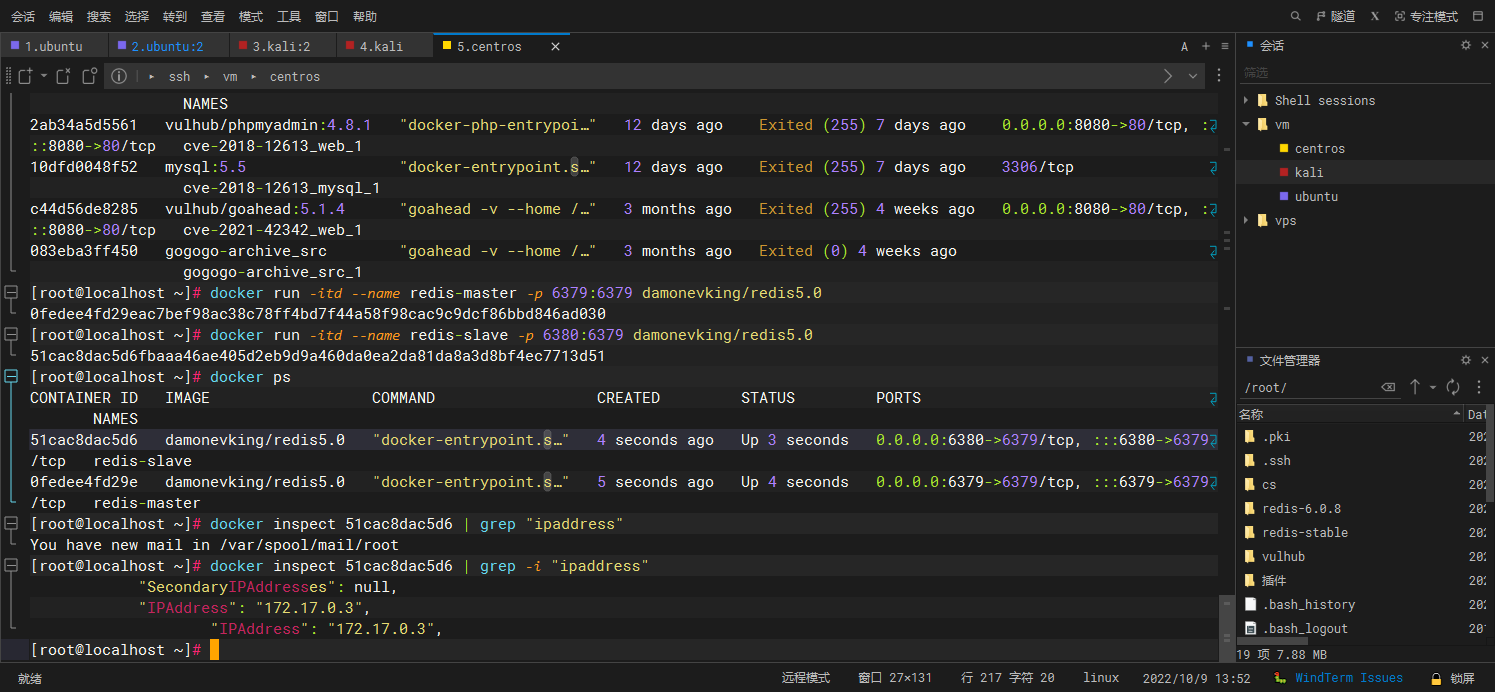 会话 编辑 搜索 选择 转到 查看 模式 工具 窗口 帮助 隧道 X 专注模式
1.ubuntu 2.ubuntu:2 3.kali:2 4.kali 5.centros A
ssh vm centros
NAMES
2ab34a5d5561 vulhub/phpmyadmin:4.8.1 "docker-php-entrypoi…" 12 days ago Exited (255) 7 days ago 0.0.0.0:8080->80/tcp, :
::8080->80/tcp cve-2018-12613_web_1
10dfd0048f52 mysql:5.5 "docker-entrypoint.s…" 12 days ago Exited (255) 7 days ago 3306/tcp
cve-2018-12613_mysql_1
c44d56de8285 vulhub/goahead:5.1.4 "goahead -v --home /…" 3 months ago Exited (255) 4 weeks ago 0.0.0.0:8080->80/tcp, :
::8080->80/tcp cve-2021-42342_web_1
083eba3ff450 gogogo-archive_src "goahead -v --home /…" 3 months ago Exited (0) 4 weeks ago
gogogo-archive_src_1
[root@localhost ~]# docker run -itd --name redis-master -p 6379:6379 damonevking/redis5.0
0fedee4fd29eac7bef98ac38c78ff4bd7f44a58f98cac9c9dcf86bbd846ad030
[root@localhost ~]# docker run -itd --name redis-slave -p 6380:6379 damonevking/redis5.0
51cac8dac5d6fbaaa46ae405d2eb9d9a460da0ea2da81da8a3d8bf4ec7713d51
[root@localhost ~]# docker ps
CONTAINER ID IMAGE COMMAND CREATED STATUS PORTS
NAMES
51cac8dac5d6 damonevking/redis5.0 "docker-entrypoint.s…" 4 seconds ago Up 3 seconds 0.0.0.0:6380->6379/tcp, :::6380->6379
/tcp redis-slave
0fedee4fd29e damonevking/redis5.0 "docker-entrypoint.s…" 5 seconds ago Up 4 seconds 0.0.0.0:6379->6379/tcp, :::6379->6379
/tcp redis-master
[root@localhost ~]# docker inspect 51cac8dac5d6 | grep "ipaddress"
You have new mail in /var/spool/mail/root
[root@localhost ~]# docker inspect 51cac8dac5d6 | grep -i "ipaddress"
"SecondaryIPAddresses": null,
"IPAddress": "172.17.0.3",
"IPAddress": "172.17.0.3",
[root@localhost ~]#
会话
筛选
Shell sessions
vm
centros
kali
ubuntu
vps
文件管理器
/root/
名称 Dat
.pki 202
.ssh 202
cs 202
redis-6.0.8 202
redis-stable 202
vulhub 202
插件 202
.bash_history 202
.bash_logout 201
19 项 7.88 MB
就绪 远程模式 窗口 27×131 行 217 字符 20 linux 2022/10/9 13:52 WindTerm Issues 锁屏